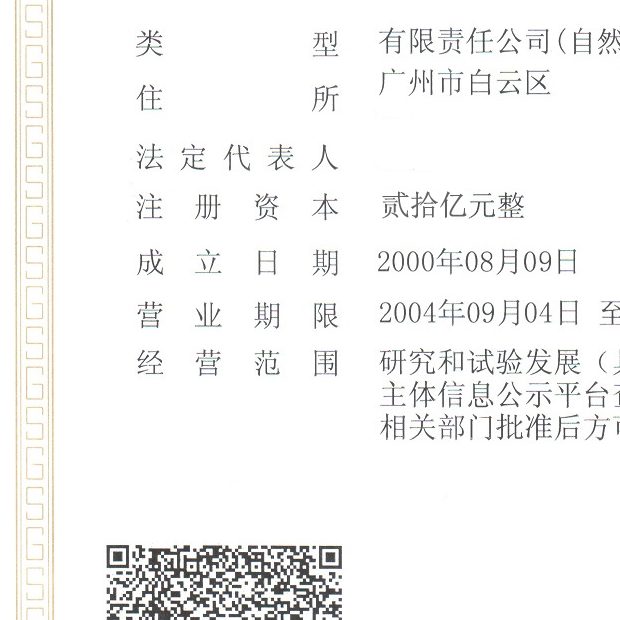 类型 有限责任公司(自然
住所 广州市白云区
法定代表人
注册资本 贰拾亿元整
成立日期 2000年08月09日
营业期限 2004年09月04日 至
经营范围 研究和试验发展（
主体信息公示平台
相关部门批准后方